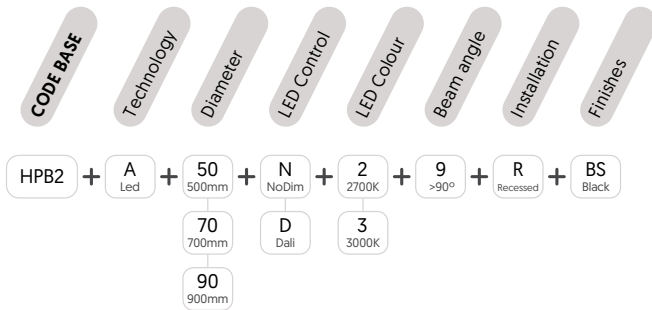 CODE BASE
Technology
Diameter
LED Control
LED Colour
Beam angle
Installation
Finishes
HPB2 + A + 50 + N + 2 + 9 + R + BS
Led 500mm NoDim 2700K >90º Recessed Black
70 D 3
700mm Dali 3000K
90
900mm